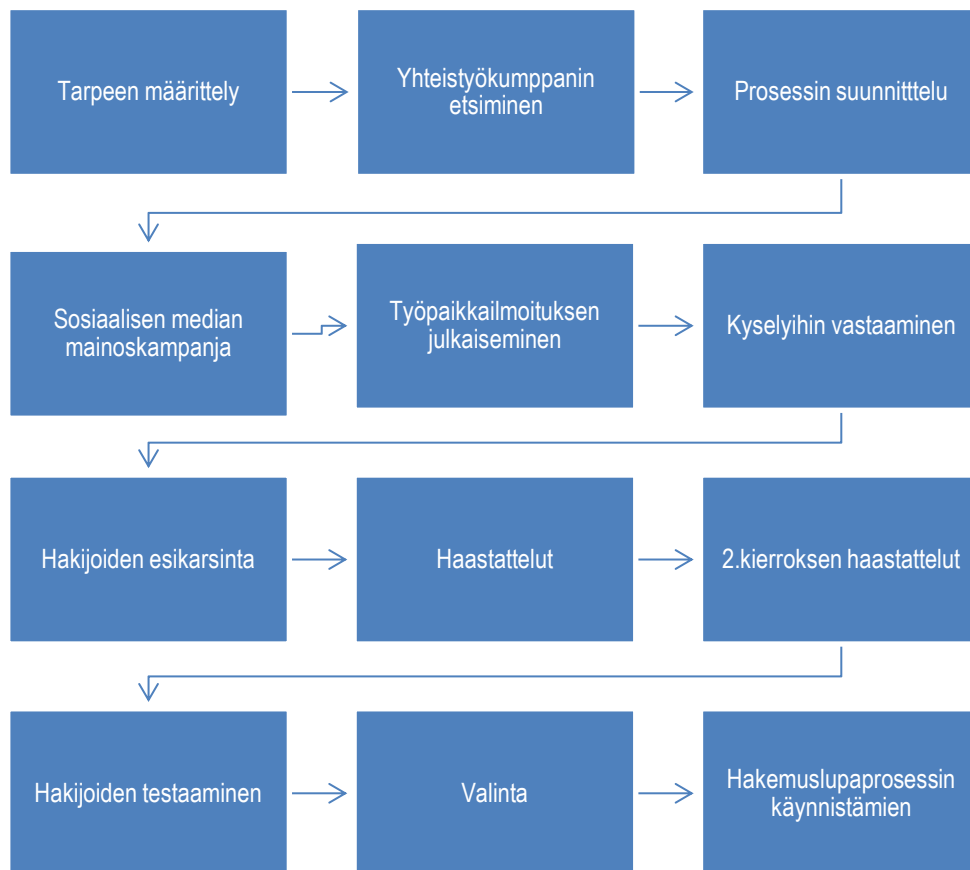 Tarpeen määrittely
Yhteistyökumppanin
etsiminen
Prosessin suunnitttelu
Sosiaalisen median
mainoskampanja
Työpaikkailmoituksen
julkaiseminen
Kyselyihin vastaaminen
Hakijoiden esikarsinta
Haastattelut
2.kierroksen haastattelut
Hakijoiden testaaminen
Valinta
Hakemuslupaprosessin
käynnistämien